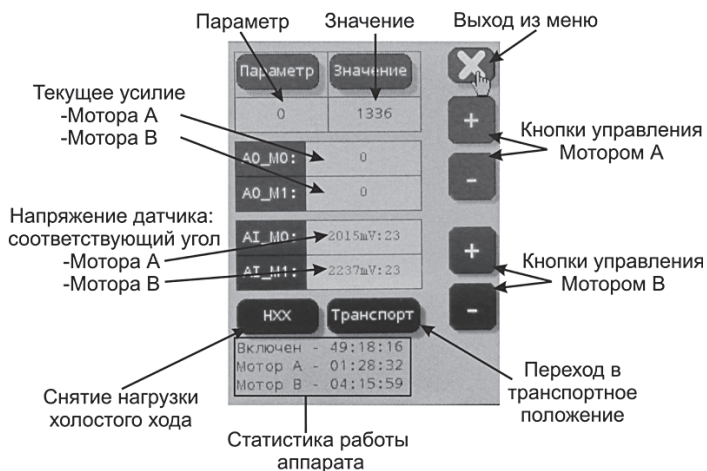 Параметр
Значение
Выход из меню
Параметр
Значение
0
1336
Текущее усилие
-Мотора А
-Мотора В
AO_M0:
0
AO_M1:
0
+
-
Кнопки управления
Мотором А
Напряжение датчика:
соответствующий угол
-Мотора А
-Мотора В
AI_M0:
2015mV:23
AI_M1:
2237mV:23
+
-
Кнопки управления
Мотором В
НХХ
Транспорт
Включен - 49:18:16
Мотор А - 01:28:32
Мотор В - 04:15:59
Снятие нагрузки
холостого хода
Статистика работы
аппарата
Переход в
транспортное
положение